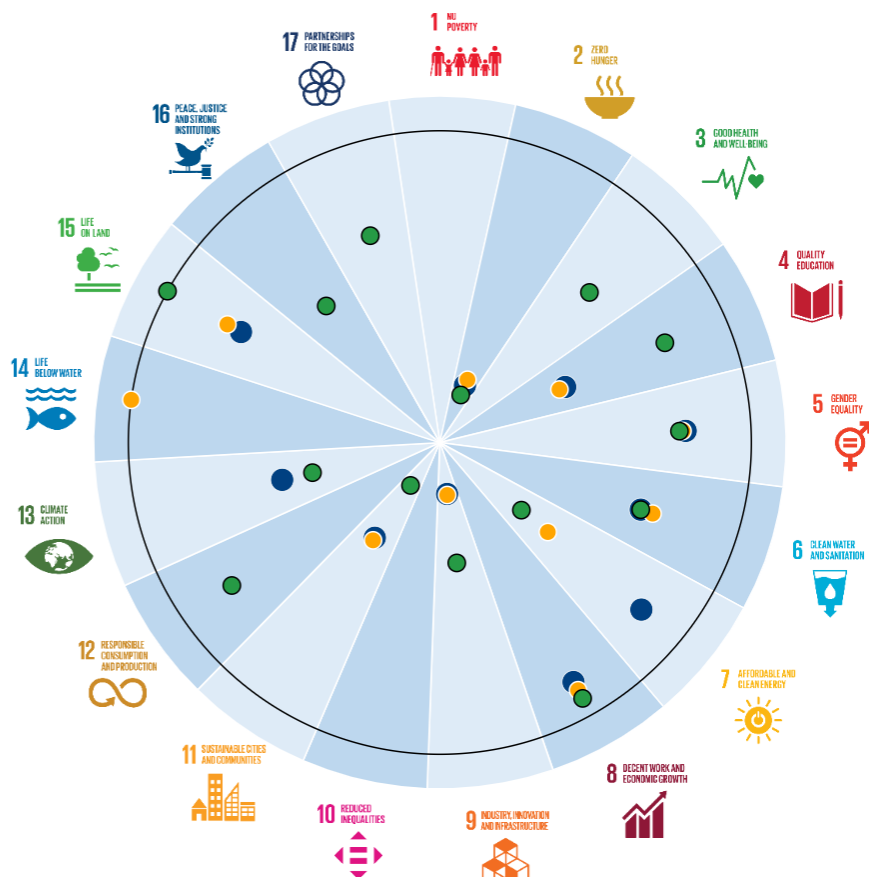 1 NO
POVERTY
2 ZERO
HUNGER
3 GOOD HEALTH
AND WELL-BEING
4 QUALITY
EDUCATION
5 GENDER
EQUALITY
6 CLEAN WATER
AND SANITATION
7 AFFORDABLE AND
CLEAN ENERGY
8 DECENT WORK AND
ECONOMIC GROWTH
9 INDUSTRY, INNOVATION
AND INFRASTRUCTURE
10 REDUCED
INEQUALITIES
11 SUSTAINABLE CITIES
AND COMMUNITIES
12 RESPONSIBLE
CONSUMPTION
AND PRODUCTION
13 CLIMATE
ACTION
14 LIFE
BELOW WATER
15 LIFE
ON LAND
16 PEACE, JUSTICE
AND STRONG
INSTITUTIONS
17 PARTNERSHIPS
FOR THE GOALS